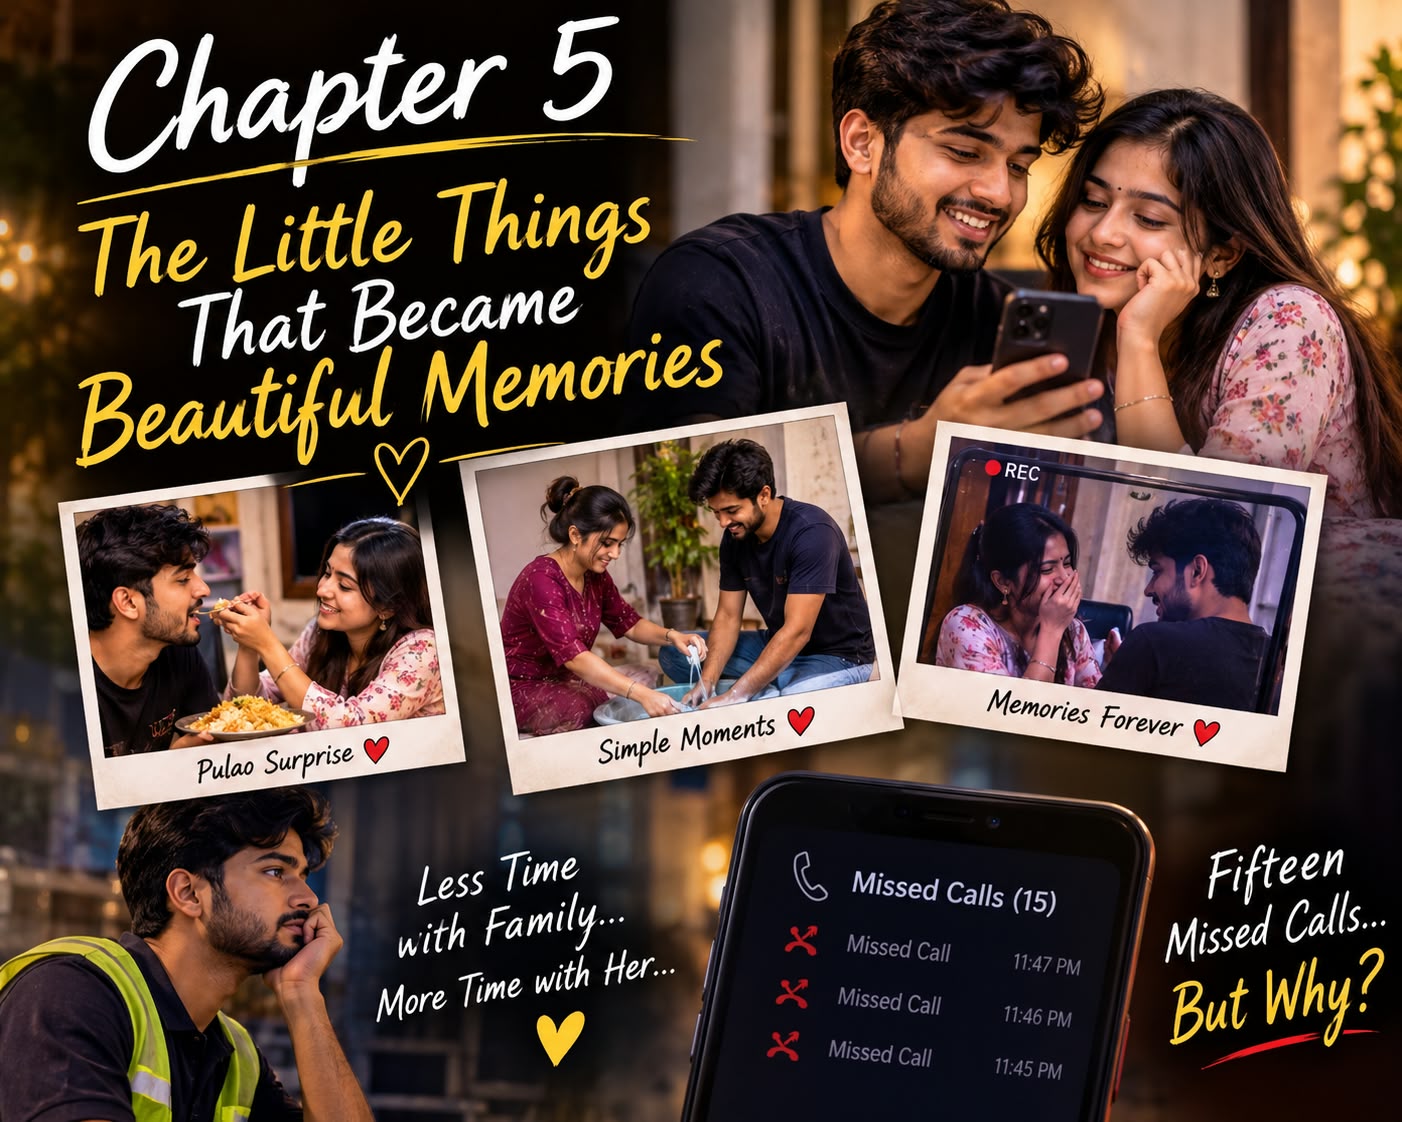 Chapter 5
The Little Things
That Became
Beautiful Memories
REC
Pulao Surprise
Simple Moments
Memories Forever
Less Time
with Family...
More Time with Her...
Missed Calls (15)
Missed Call 11:47 PM
Missed Call 11:46 PM
Missed Call 11:45 PM
Fifteen
Missed Calls...
But Why?